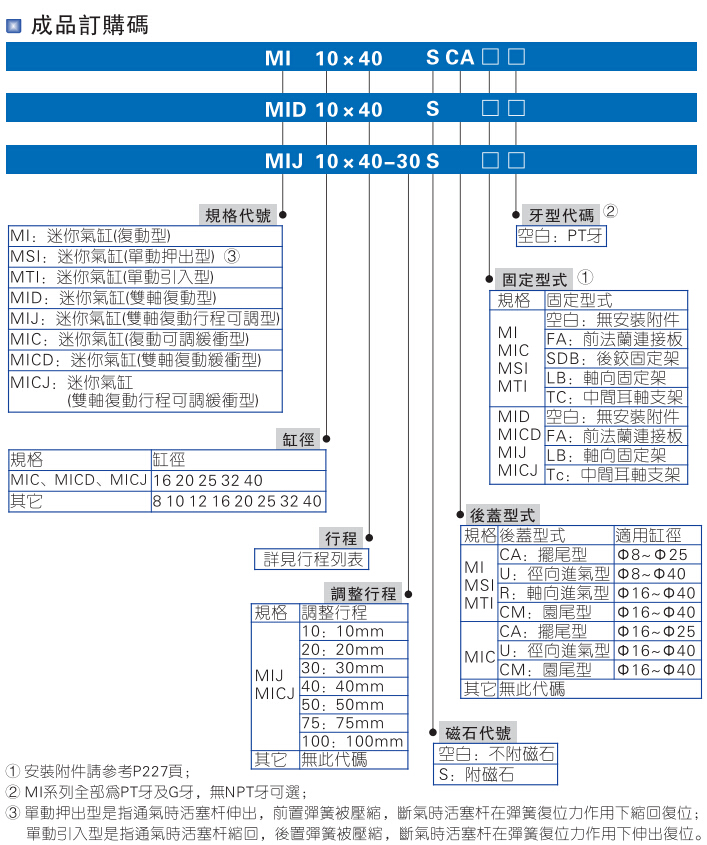 成品訂購碼
MI 10×40 S CA □ □
MID 10×40 S □ □
MIJ 10×40-30 S □ □
規格代號
MI：迷你氣缸(復動型)
MSI：迷你氣缸(單動押出型) ③
MTI：迷你氣缸(單動引入型)
MID：迷你氣缸(雙軸復動型)
MIJ：迷你氣缸(雙軸復動行程可調型)
MIC：迷你氣缸(復動可調緩衝型)
MICD：迷你氣缸(雙軸復動緩衝型)
MICJ：迷你氣缸
(雙軸復動行程可調緩衝型)
牙型代碼 ②
空白：PT牙
固定型式 ①
規格 固定型式
MI
MIC
MSI
MTI
空白：無安裝附件
FA：前法蘭連接板
SDB：後鉸固定架
LB：軸向固定架
TC：中間耳軸支架
MID
MICD
MIJ
MICJ
空白：無安裝附件
FA：前法蘭連接板
LB：軸向固定架
Tc：中間耳軸支架
缸徑
規格 缸徑
MIC、MICD、MICJ 16 20 25 32 40
其它 8 10 12 16 20 25 32 40
行程
詳見行程列表
調整行程
規格 調整行程
MIJ
MICJ
10：10mm
20：20mm
30：30mm
40：40mm
50：50mm
75：75mm
100：100mm
其它 無此代碼
後蓋型式
規格 後蓋型式 適用缸徑
MI
MSI
MTI
CA：擺尾型 Φ8~Φ25
U：徑向進氣型 Φ8~Φ40
R：軸向進氣型 Φ16~Φ40
CM：園尾型 Φ16~Φ40
MIC
CA：擺尾型 Φ16~Φ25
U：徑向進氣型 Φ16~Φ40
CM：園尾型 Φ16~Φ40
其它 無此代碼
磁石代號
空白：不附磁石
S：附磁石
① 安裝附件請參考P227頁；
② MI系列全部爲PT牙及G牙，無NPT牙可選；
③ 單動押出型是指通氣時活塞杆伸出，前置彈簧被壓縮，斷氣時活塞杆在彈簧復位力作用下縮回復位；
單動引入型是指通氣時活塞杆縮回，後置彈簧被壓縮，斷氣時活塞杆在彈簧復位力作用下伸出復位。